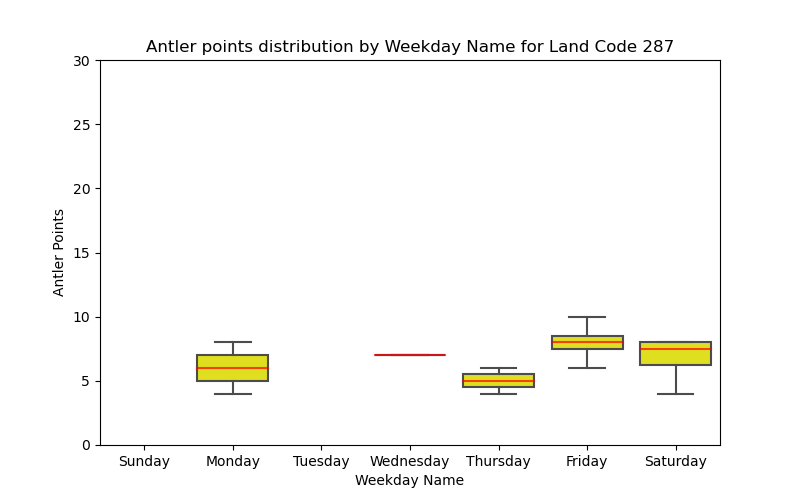 Antler points distribution by Weekday Name for Land Code 287
30
25
20
15
10
5
0
Antler Points
Sunday Monday Tuesday Wednesday Thursday Friday Saturday
Weekday Name